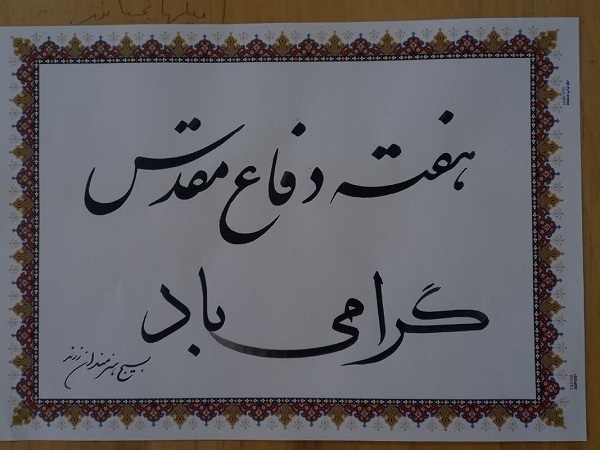 هفته دفاع مقدس
گرامی باد
بسیج هنرمندان زرند